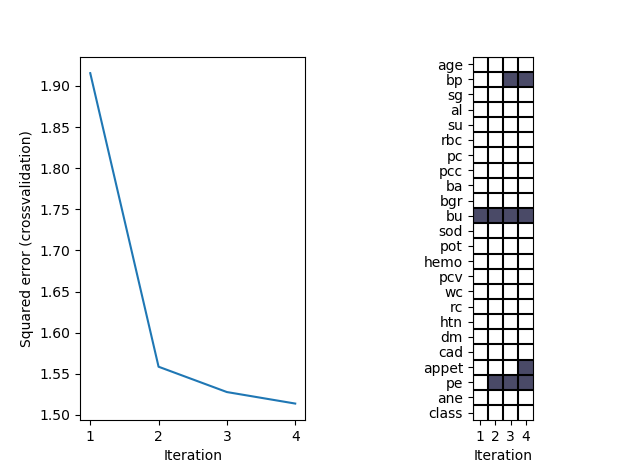 Squared error (crossvalidation)
1.90
1.85
1.80
1.75
1.70
1.65
1.60
1.55
1.50
1 2 3 4
Iteration
age
bp
sg
al
su
rbc
pc
pcc
ba
bgr
bu
sod
pot
hemo
pcv
wc
rc
htn
dm
cad
appet
pe
ane
class
1 2 3 4
Iteration